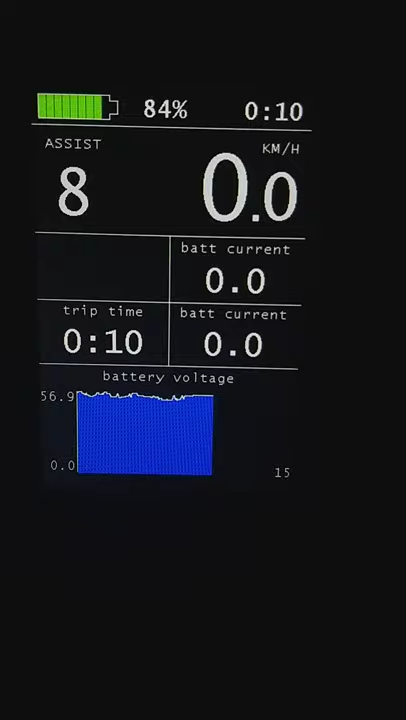 84% 0:10
ASSIST KM/H
8 0.0
batt current
0.0
trip time batt current
0:10 0.0
battery voltage
56.9
0.0 15